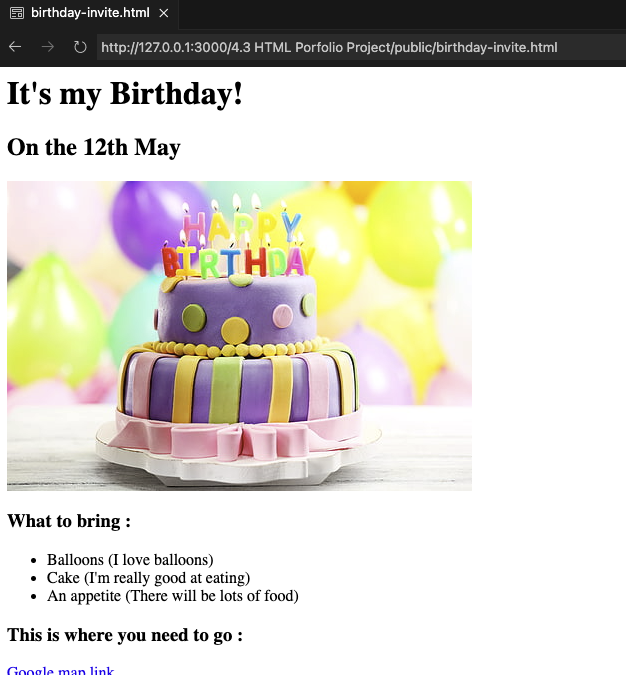 birthday-invite.html
http://127.0.0.1:3000/4.3 HTML Porfolio Project/public/birthday-invite.html
It's my Birthday!
On the 12th May
HAPPY
BIRTHDAY
What to bring :
Balloons (I love balloons)
Cake (I'm really good at eating)
An appetite (There will be lots of food)
This is where you need to go :
Google map link